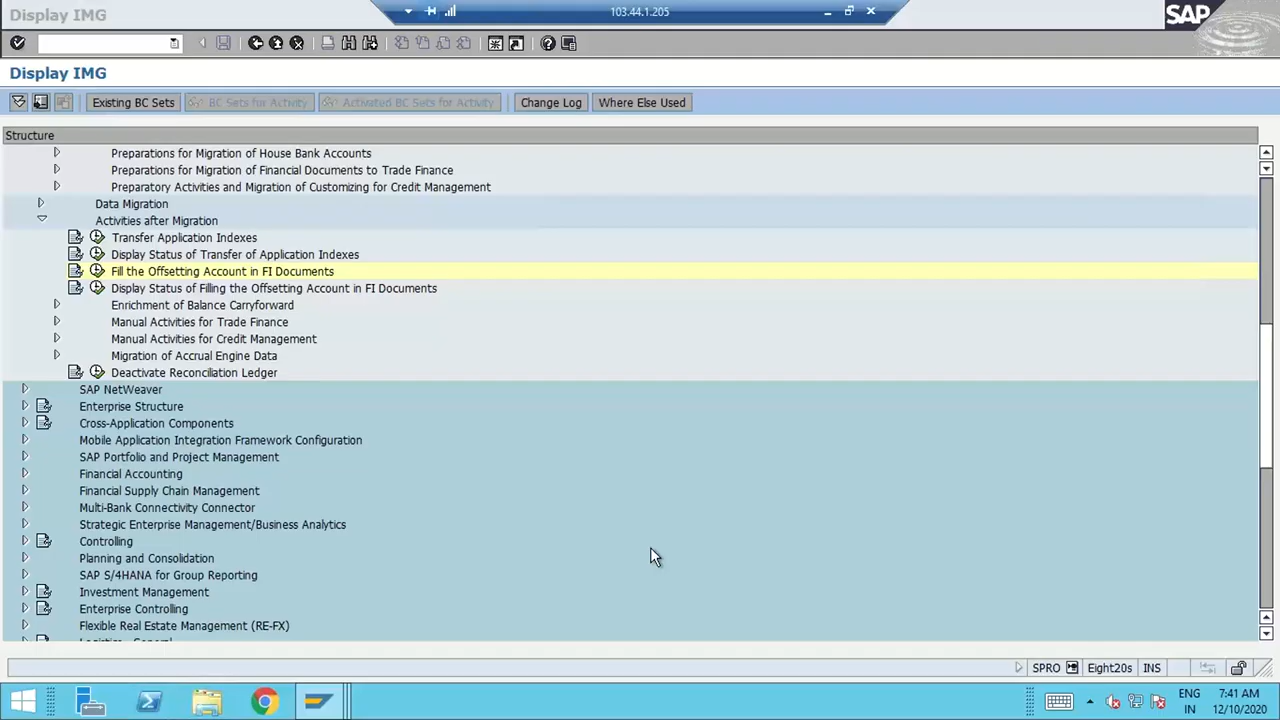 Display IMG
103.44.1.205
SAP
Display IMG
Existing BC Sets
BC Sets for Activity
Activated BC Sets for Activity
Change Log
Where Else Used
Structure
Preparations for Migration of House Bank Accounts
Preparations for Migration of Financial Documents to Trade Finance
Preparatory Activities and Migration of Customizing for Credit Management
Data Migration
Activities after Migration
Transfer Application Indexes
Display Status of Transfer of Application Indexes
Fill the Offsetting Account in FI Documents
Display Status of Filling the Offsetting Account in FI Documents
Enrichment of Balance Carryforward
Manual Activities for Trade Finance
Manual Activities for Credit Management
Migration of Accrual Engine Data
Deactivate Reconciliation Ledger
SAP NetWeaver
Enterprise Structure
Cross-Application Components
Mobile Application Integration Framework Configuration
SAP Portfolio and Project Management
Financial Accounting
Financial Supply Chain Management
Multi-Bank Connectivity Connector
Strategic Enterprise Management/Business Analytics
Controlling
Planning and Consolidation
SAP S/4HANA for Group Reporting
Investment Management
Enterprise Controlling
Flexible Real Estate Management (RE-FX)
Logistics - General
SPRO
Eight20s
INS
ENG
7:41 AM
IN
12/10/2020